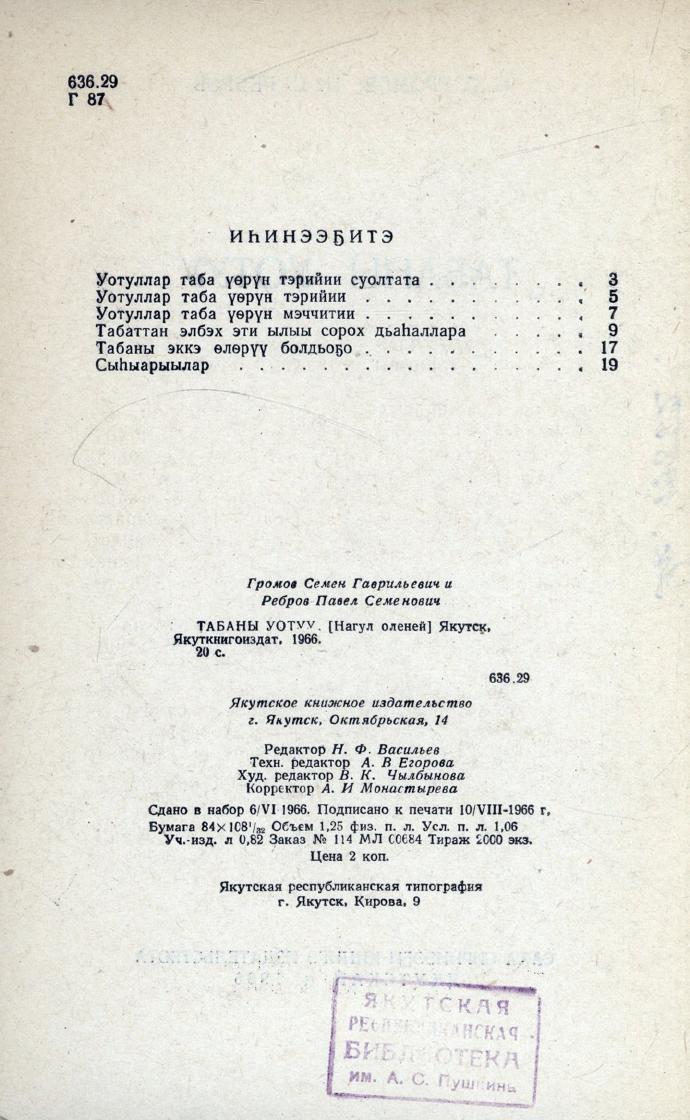 636.29
Г 87
ИҺИНЭЭҔИТЭ
Уотуллар таба үөрүн тэрийии суолтата . . . . . . . . 3
Уотуллар таба үөрүн тэрийии . . . . . . . . . . . 5
Уотуллар таба үөрүн мэччитии . . . . . . . . . . . 7
Табаттан элбэх эти ылыы сорох дьаһаллара . . . . . 9
Табаны эккэ өлөрүү болдьоҕо . . . . . . . . . . . 17
Сыһыарыылар . . . . . . . . . . . . . . . . . 19
Громов Семен Гаврильевич и
Ребров Павел Семенович
ТАБАНЫ УОТУУ. [Нагул оленей] Якутск,
Якуткнигоиздат, 1966.
20 с.
636.29
Якутское книжное издательство
г. Якутск, Октябрьская, 14
Редактор Н. Ф. Васильев
Техн. редактор А. В Егорова
Худ. редактор В. К. Чылбынова
Корректор А. И Монастырева
Сдано в набор 6/VI 1966. Подписано к печати 10/VIII-1966 г,
Бумага 84×108¹/₃₂ Объем 1,25 физ. п. л. Усл. п. л. 1,06
Уч.-изд. л 0,82 Заказ № 114 МЛ 00684 Тираж 2000 экз.
Цена 2 коп.
Якутская республиканская типография
г. Якутск, Кирова, 9
ЯКУТСКАЯ
РЕСПУБЛИКАНСКАЯ
БИБЛИОТЕКА
им. А. С. Пушкина